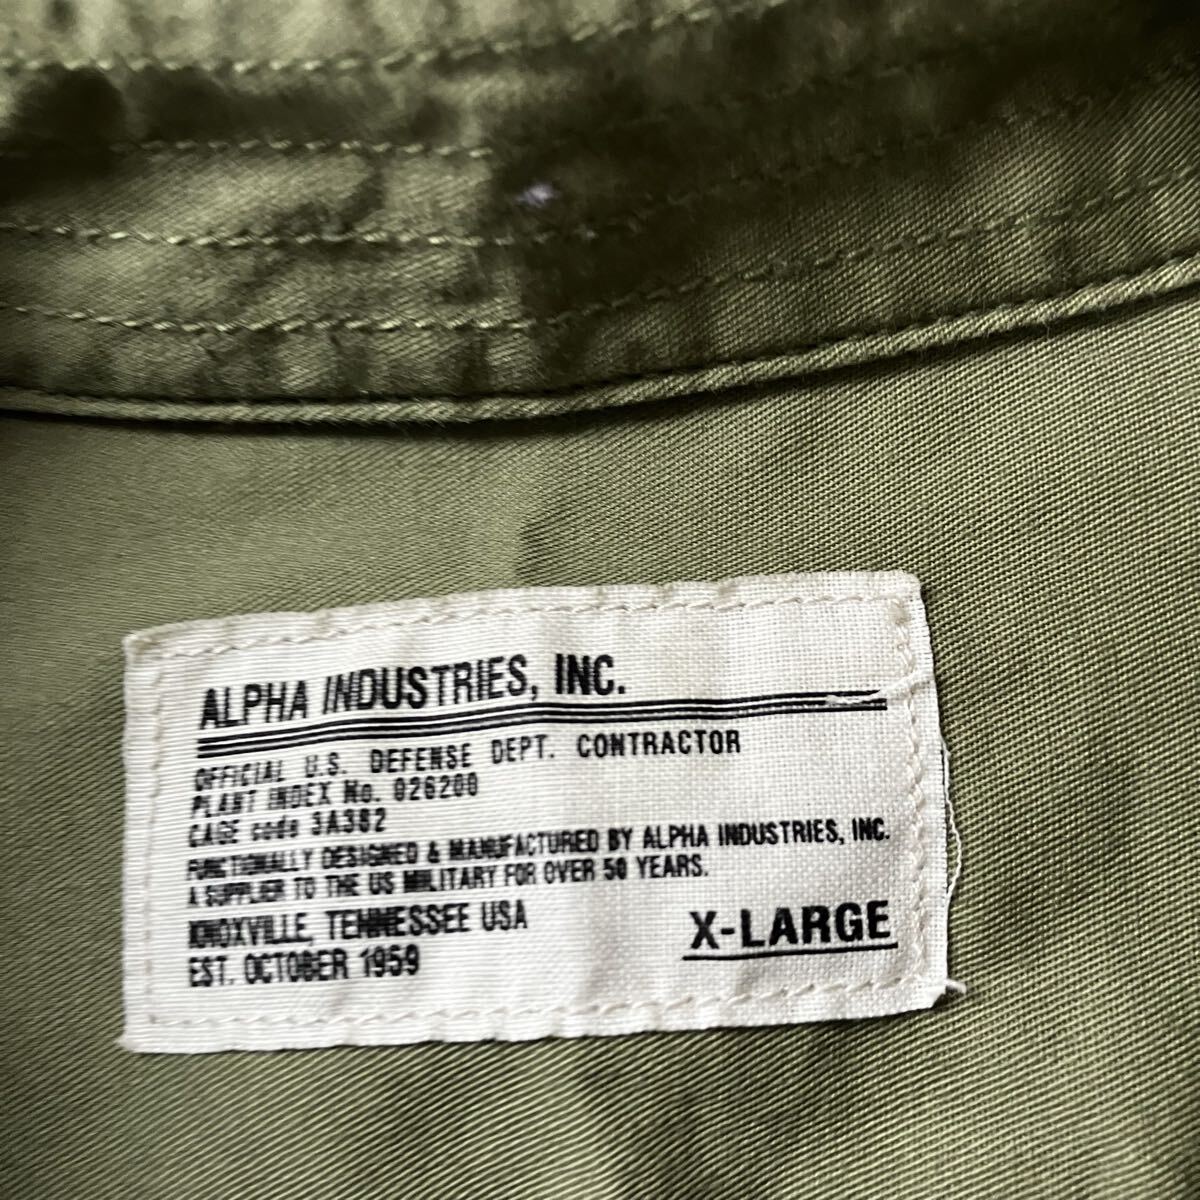 ALPHA INDUSTRIES, INC.
OFFICIAL U.S. DEFENSE DEPT. CONTRACTOR
PLANT INDEX No. 026200
CAGE code 3A382
FUNCTIONALLY DESIGNED & MANUFACTURED BY ALPHA INDUSTRIES, INC.
A SUPPLIER TO THE US MILITARY FOR OVER 50 YEARS.
KNOXVILLE, TENNESSEE USA
EST. OCTOBER 1959
X-LARGE